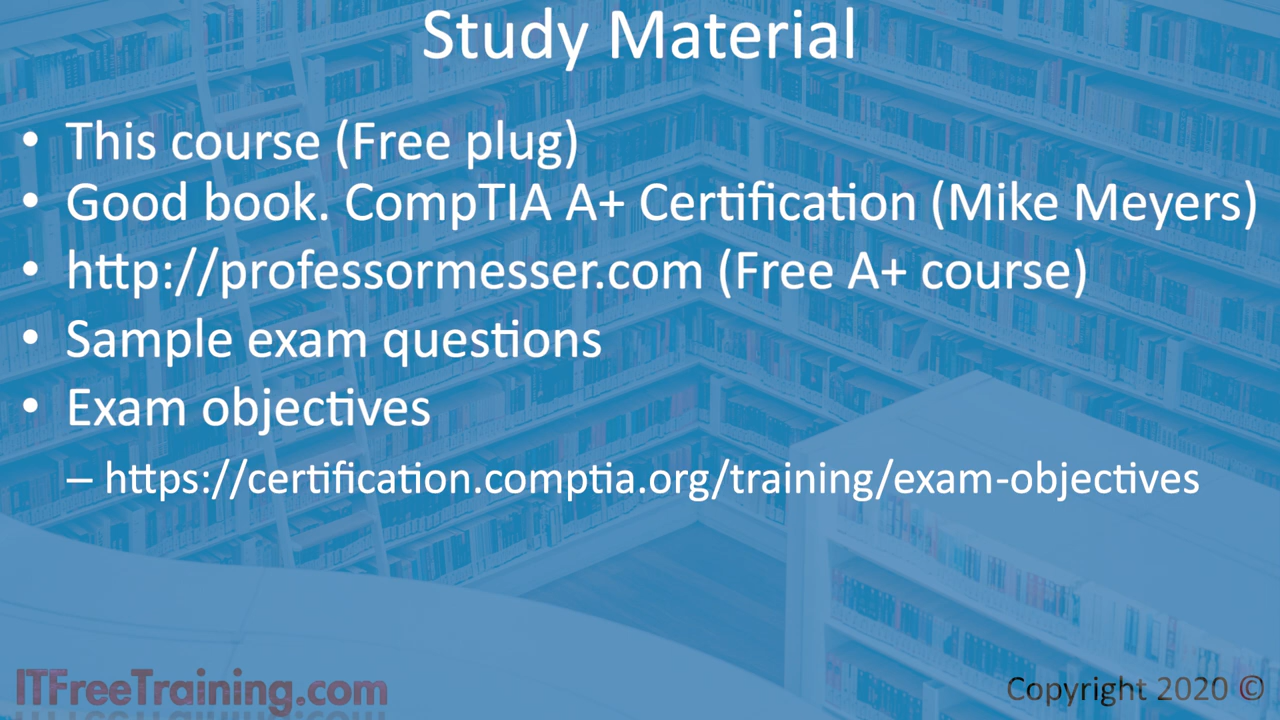 Study Material
• This course (Free plug)
• Good book. CompTIA A+ Certification (Mike Meyers)
• http://professormesser.com (Free A+ course)
• Sample exam questions
• Exam objectives
– https://certification.comptia.org/training/exam-objectives
ITFreeTraining.com
Copyright 2020 ©